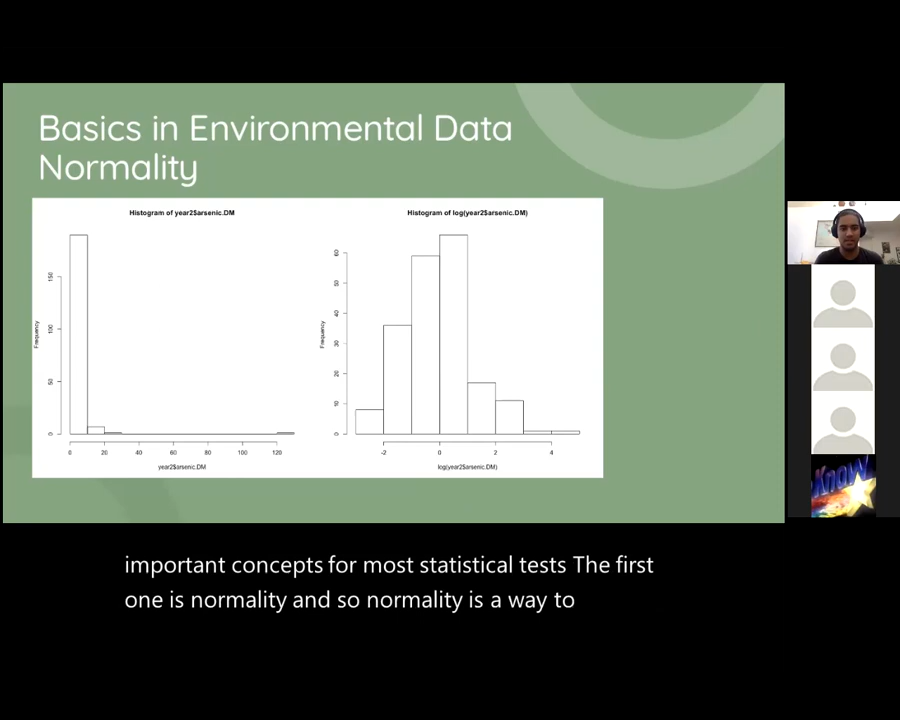 Basics in Environmental Data
Normality
Histogram of year2$arsenic.DM)
Histogram of log(year2$arsenic.DM)
Frequency
0
50
100
150
0
20
40
60
80
100
120
year2$arsenic.DM
Frequency
0
10
20
30
40
50
60
-2
0
2
4
log(year2$arsenic.DM)
Know
important concepts for most statistical tests The first
one is normality and so normality is a way to